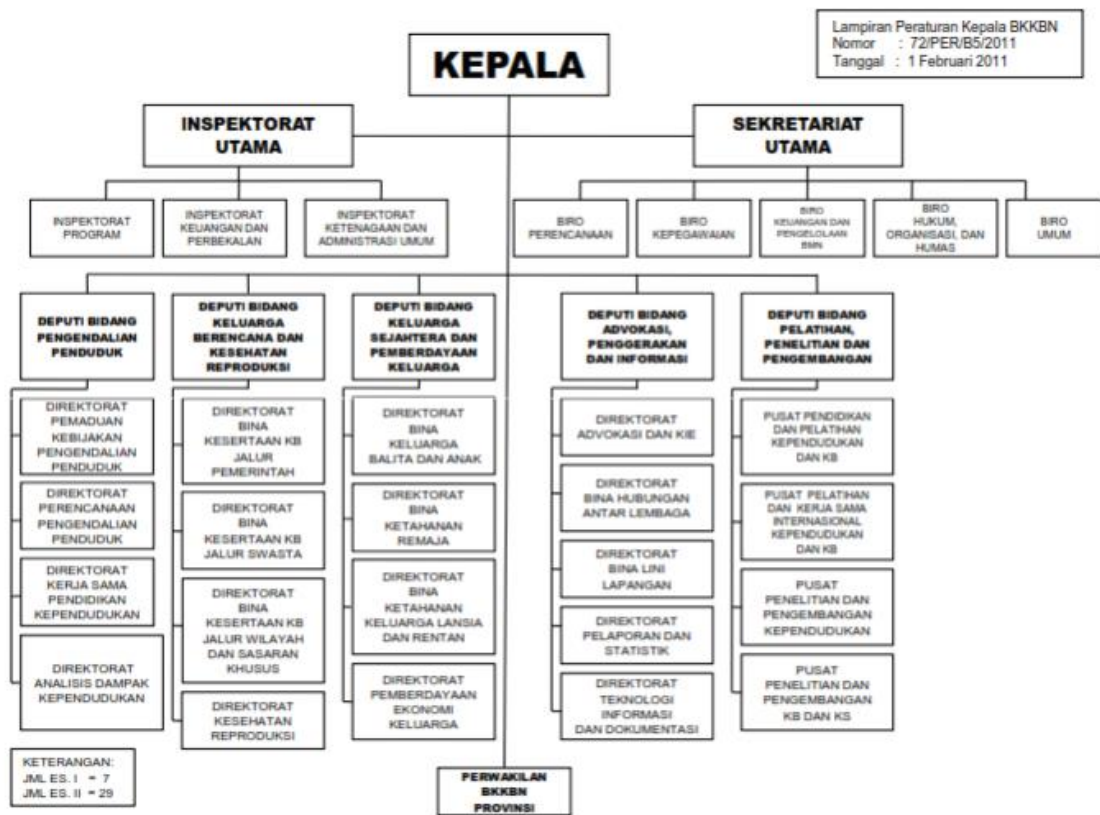 Lampiran Peraturan Kepala BKKBN
Nomor : 72/PER/B5/2011
Tanggal : 1 Februari 2011
KEPALA
INSPEKTORAT
UTAMA
SEKRETARIAT
UTAMA
INSPEKTORAT
PROGRAM
INSPEKTORAT
KEUANGAN DAN
PERBEKALAN
INSPEKTORAT
KETENAGAAN DAN
ADMINISTRASI UMUM
BIRO
PERENCANAAN
BIRO
KEPEGAWAIAN
BIRO
KEUANGAN DAN
PENGELOLAAN
BMN
BIRO
HUKUM,
ORGANISASI, DAN
HUMAS
BIRO
UMUM
DEPUTI BIDANG
PENGENDALIAN
PENDUDUK
DEPUTI BIDANG
KELUARGA
BERENCANA DAN
KESEHATAN
REPRODUKSI
DEPUTI BIDANG
KELUARGA
SEJAHTERA DAN
PEMBERDAYAAN
KELUARGA
DEPUTI BIDANG
ADVOKASI,
PENGGERAKAN
DAN INFORMASI
DEPUTI BIDANG
PELATIHAN,
PENELITIAN DAN
PENGEMBANGAN
DIREKTORAT
PEMADUAN
KEBIJAKAN
PENGENDALIAN
PENDUDUK
DIREKTORAT
PERENCANAAN
PENGENDALIAN
PENDUDUK
DIREKTORAT
KERJA SAMA
PENDIDIKAN
KEPENDUDUKAN
DIREKTORAT
ANALISIS DAMPAK
KEPENDUDUKAN
DIREKTORAT
BINA
KESERTAAN KB
JALUR
PEMERINTAH
DIREKTORAT
BINA
KESERTAAN KB
JALUR SWASTA
DIREKTORAT
BINA
KESERTAAN KB
JALUR WILAYAH
DAN SASARAN
KHUSUS
DIREKTORAT
KESEHATAN
REPRODUKSI
DIREKTORAT
BINA
KELUARGA
BALITA DAN ANAK
DIREKTORAT
BINA
KETAHANAN
REMAJA
DIREKTORAT
BINA
KETAHANAN
KELUARGA LANSIA
DAN RENTAN
DIREKTORAT
PEMBERDAYAAN
EKONOMI
KELUARGA
DIREKTORAT
ADVOKASI DAN KIE
DIREKTORAT
BINA HUBUNGAN
ANTAR LEMBAGA
DIREKTORAT
BINA LINI
LAPANGAN
DIREKTORAT
PELAPORAN DAN
STATISTIK
DIREKTORAT
TEKNOLOGI
INFORMASI
DAN DOKUMENTASI
PUSAT PENDIDIKAN
DAN PELATIHAN
KEPENDUDUKAN
DAN KB
PUSAT PELATIHAN
DAN KERJA SAMA
INTERNASIONAL
KEPENDUDUKAN
DAN KB
PUSAT
PENELITIAN DAN
PENGEMBANGAN
KEPENDUDUKAN
PUSAT
PENELITIAN DAN
PENGEMBANGAN
KB DAN KS
KETERANGAN:
JML ES. I = 7
JML ES. II = 29
PERWAKILAN
BKKBN
PROVINSI